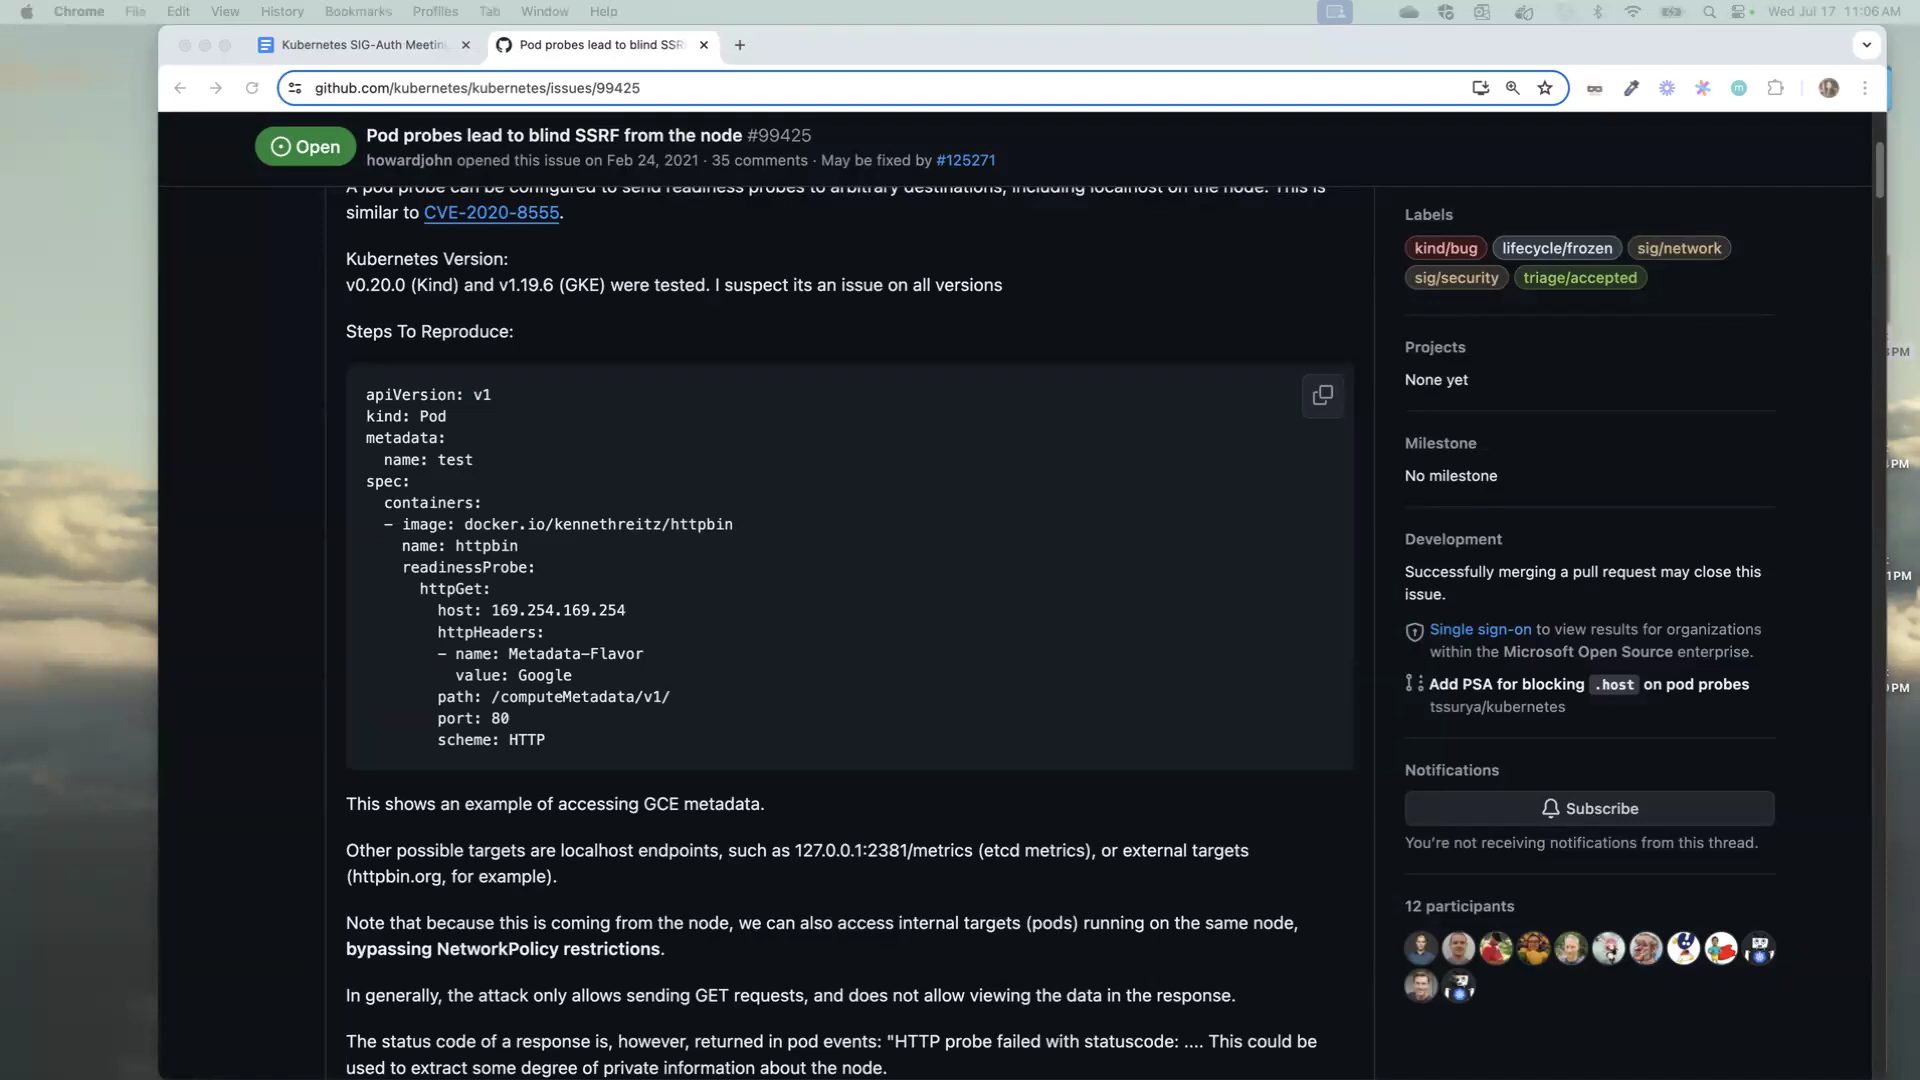 Chrome File Edit View History Bookmarks Profiles Tab Window Help Wed Jul 17 11:06 AM
Kubernetes SIG-Auth Meeting Pod probes lead to blind SSR
github.com/kubernetes/kubernetes/issues/99425
Open
Pod probes lead to blind SSRF from the node #99425
howardjohn opened this issue on Feb 24, 2021 · 35 comments · May be fixed by #125271
A pod probe can be configured to send readiness probes to arbitrary destinations, including localhost on the node. This is
similar to CVE-2020-8555.
Kubernetes Version:
v0.20.0 (Kind) and v1.19.6 (GKE) were tested. I suspect its an issue on all versions
Steps To Reproduce:
apiVersion: v1
kind: Pod
metadata:
name: test
spec:
containers:
- image: docker.io/kennethreitz/httpbin
name: httpbin
readinessProbe:
httpGet:
host: 169.254.169.254
httpHeaders:
- name: Metadata-Flavor
value: Google
path: /computeMetadata/v1/
port: 80
scheme: HTTP
This shows an example of accessing GCE metadata.
Other possible targets are localhost endpoints, such as 127.0.0.1:2381/metrics (etcd metrics), or external targets
(httpbin.org, for example).
Note that because this is coming from the node, we can also access internal targets (pods) running on the same node,
bypassing NetworkPolicy restrictions.
In generally, the attack only allows sending GET requests, and does not allow viewing the data in the response.
The status code of a response is, however, returned in pod events: "HTTP probe failed with statuscode: .... This could be
used to extract some degree of private information about the node.
Labels
kind/bug lifecycle/frozen sig/network
sig/security triage/accepted
Projects
None yet
Milestone
No milestone
Development
Successfully merging a pull request may close this
issue.
Single sign-on to view results for organizations
within the Microsoft Open Source enterprise.
Add PSA for blocking .host on pod probes
tssurya/kubernetes
Notifications
Subscribe
You're not receiving notifications from this thread.
12 participants
PM
PM
1PM
PM